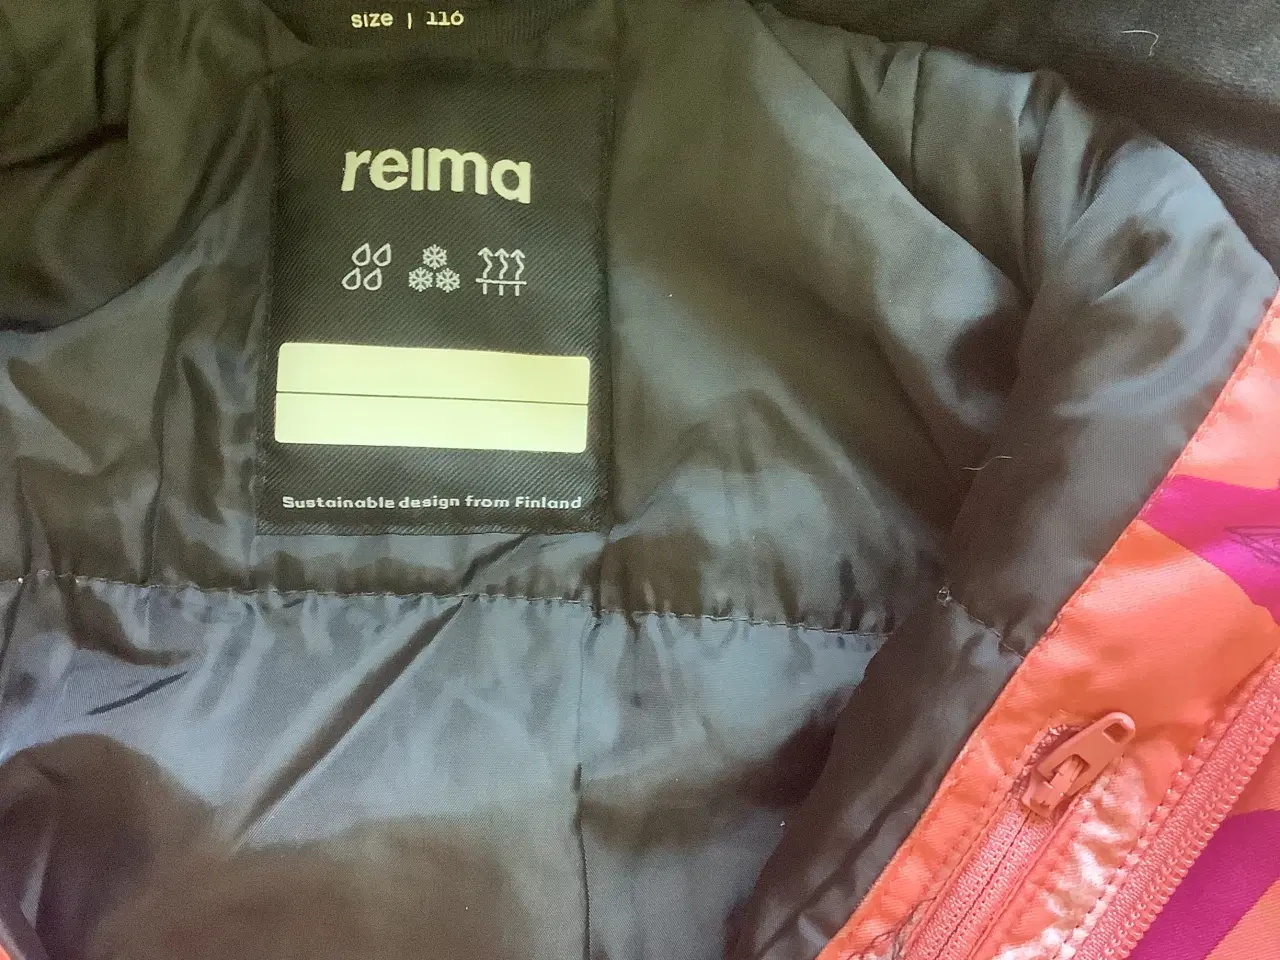 size | 116
reima
Sustainable design from Finland